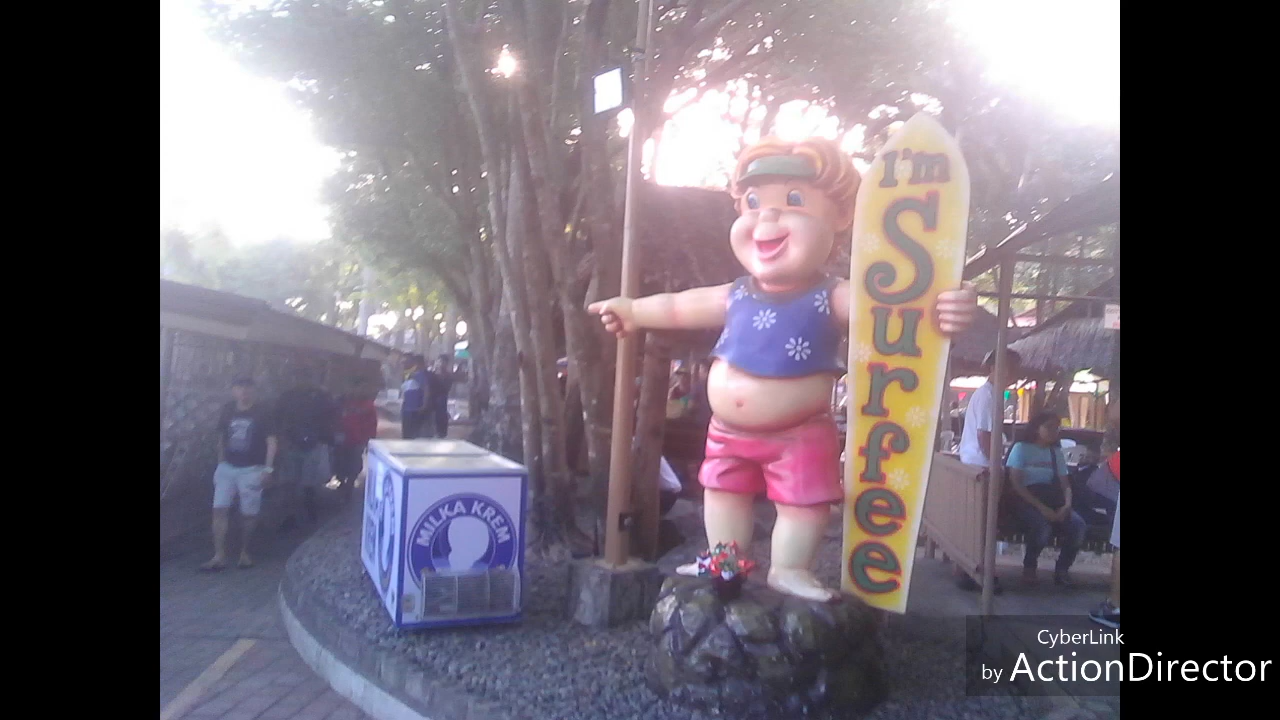 I'm
Surfee
MILKA KREM
CyberLink
by ActionDirector